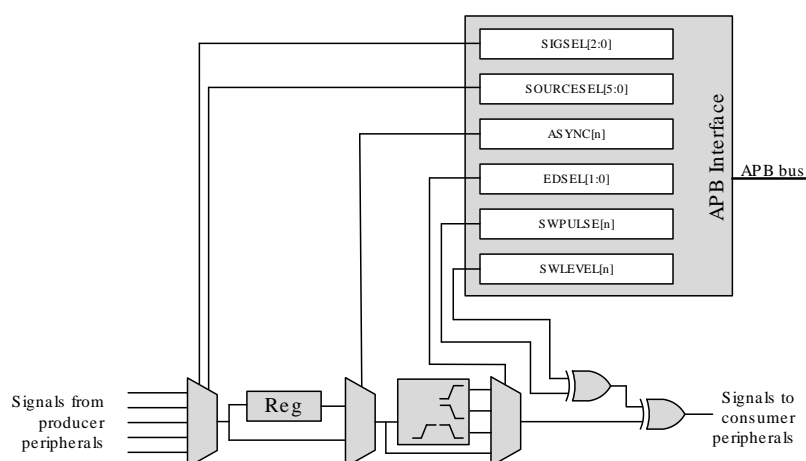 SIGSEL[2:0]
SOURCESEL[5:0]
ASYNC[n]
EDSEL[1:0]
SWPULSE[n]
SWLEVEL[n]
APB Interface
APB bus
Signals from
producer
peripherals
Reg
Signals to
consumer
peripherals